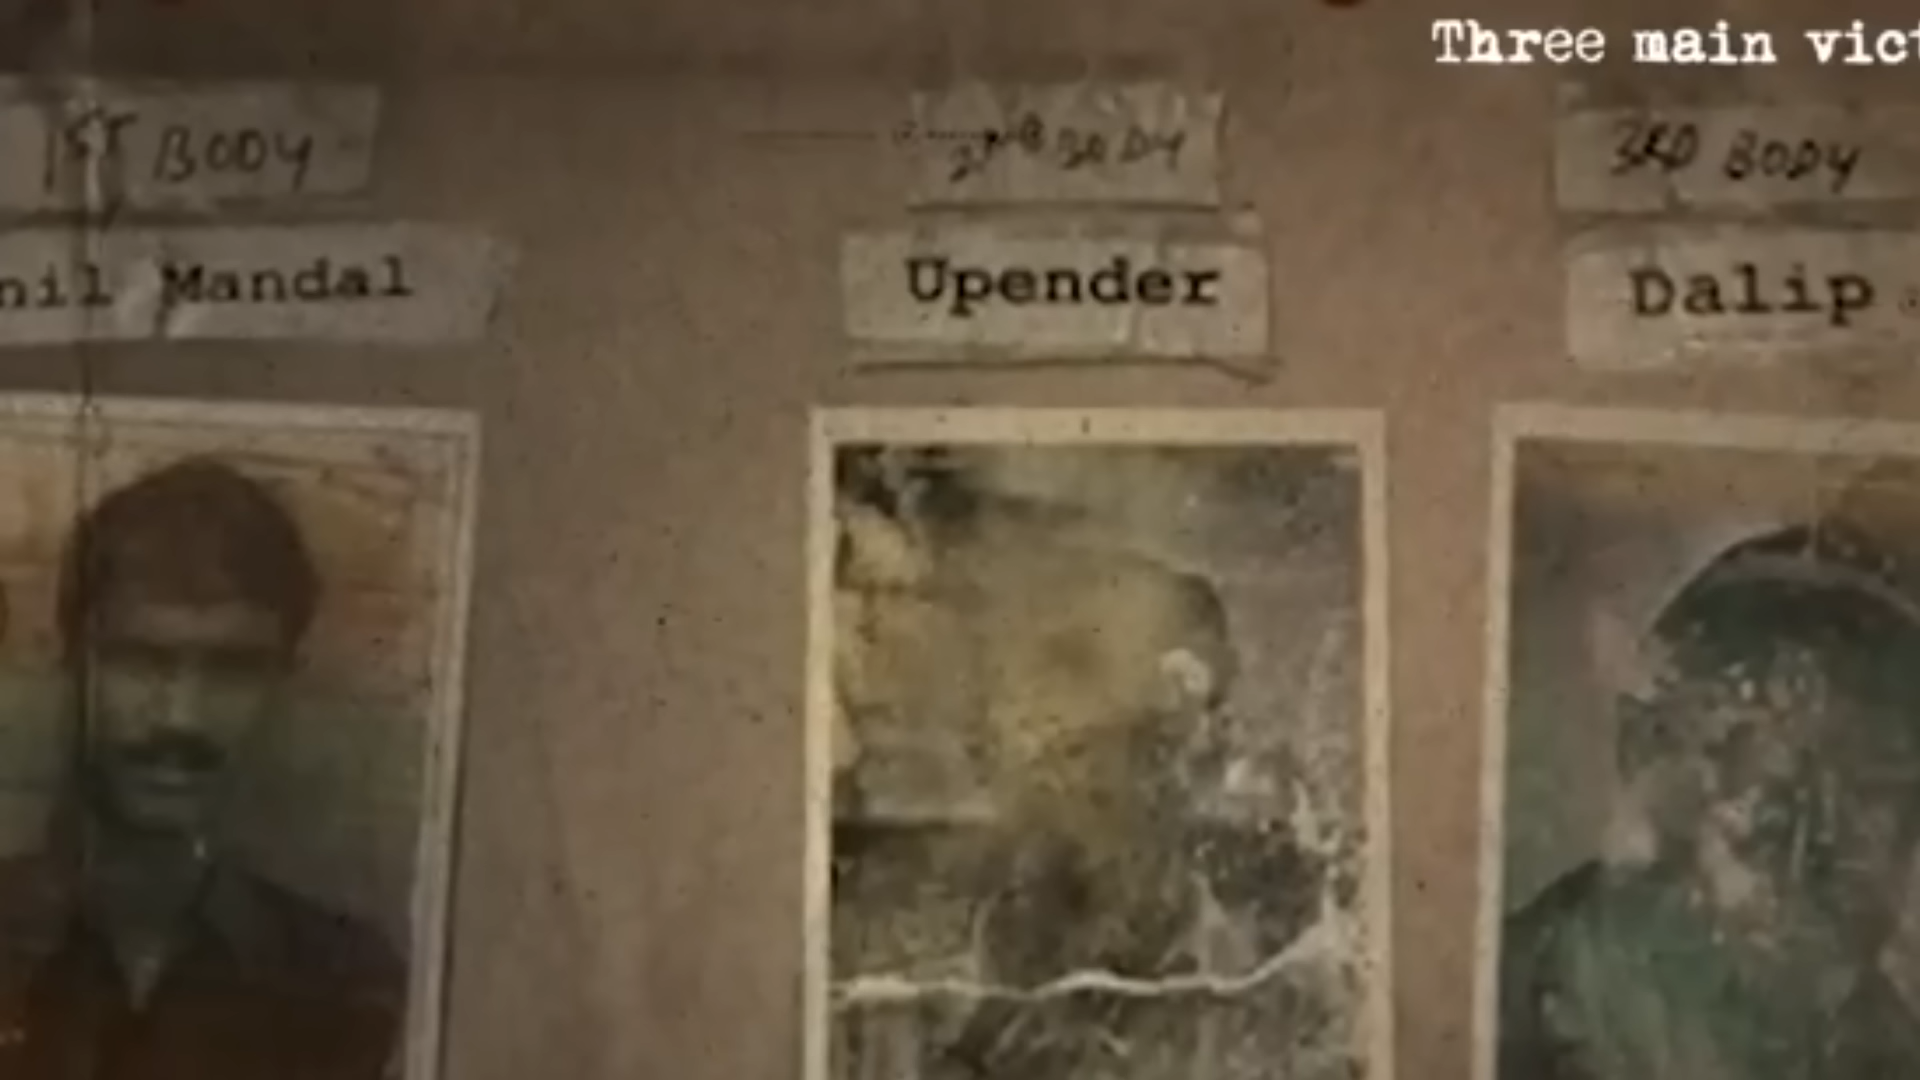 Three main vict
1ST BODY
2ND BODY
3RD BODY
nil Mandal
Upender
Dalip